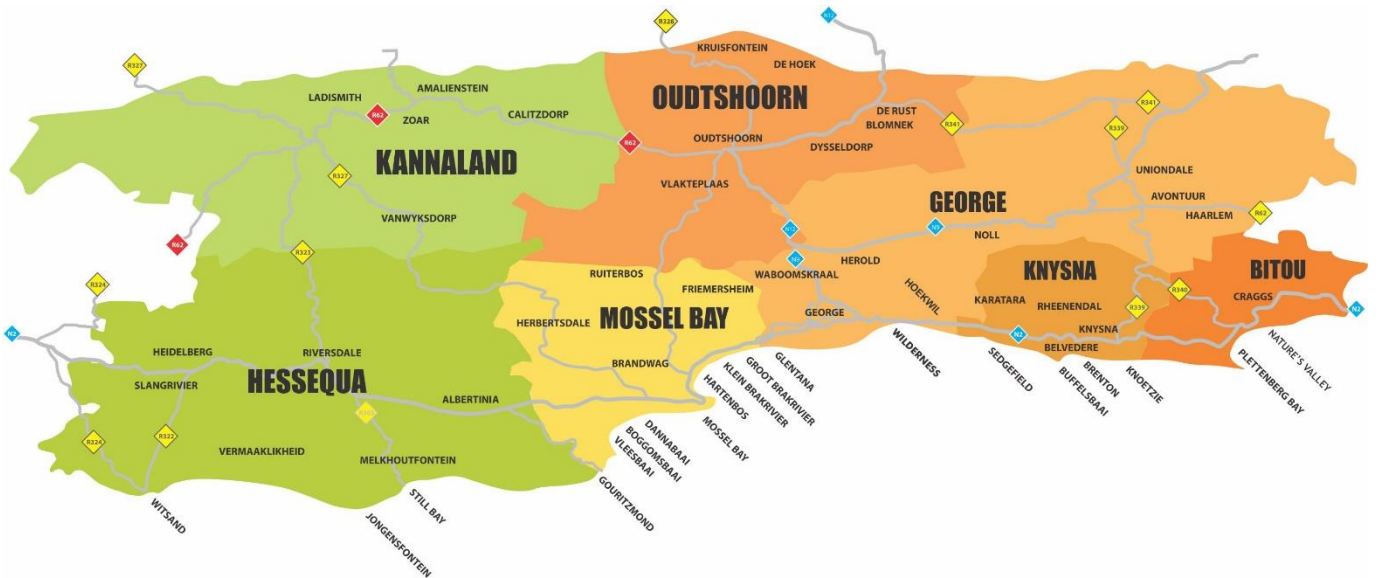 R328
N12
KRUISFONTEIN
DE HOEK
R327
AMALIENSTEIN
LADISMITH
R62
ZOAR
CALITZDORP
OUDTSHOORN
DE RUST
BLOMNEK
R341
R341
R339
OUDTSHOORN
R62
DYSSELDORP
KANNALAND
R327
VLAKTEPLAAS
UNIONDALE
GEORGE
AVONTUUR
HAARLEM
R62
VANWYKSDORP
N12
N9
NOLL
R62
R323
HEROLD
N9
RUITERBOS
WABOOMSKRAAL
KNYSNA
BITOU
R324
FRIEMERSHEIM
HOEKWIL
KARATARA
RHEENENDAL
R340
CRAGGS
R339
N2
HERBERTSDALE
MOSSEL BAY
GEORGE
N2
KNYSNA
N2
HEIDELBERG
RIVERSDALE
BRANDWAG
WILDERNESS
SEDGEFIELD
BELVEDERE
BUFFELSBAAI
BRENTON
KNOETZIE
PLETTENBERG BAY
NATURE'S VALLEY
SLANGRIVIER
HESSEQUA
ALBERTINIA
GLENTANA
GROOT BRAKRIVIER
KLEIN BRAKRIVIER
HARTENBOS
MOSSEL BAY
R324
R322
VERMAAKLIKHEID
MELKHOUTFONTEIN
DANNABAAI
BOGGOMSBAAI
VLEESBAAI
GOURITZMOND
WITSAND
STILL BAY
JONGENSFONTEIN